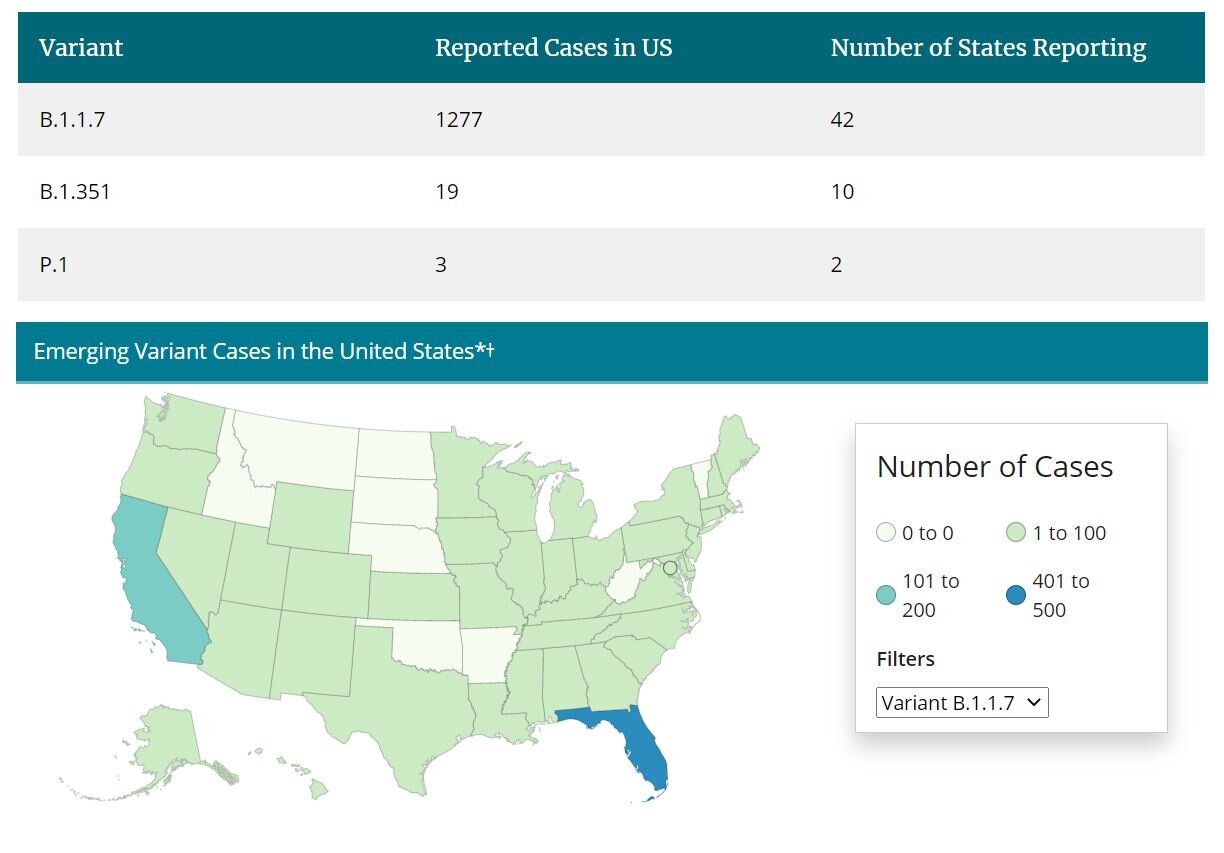 Variant Reported Cases in US Number of States Reporting
B.1.1.7 1277 42
B.1.351 19 10
P.1 3 2
Emerging Variant Cases in the United States*†
Number of Cases
0 to 0 1 to 100
101 to 200 401 to 500
Filters
Variant B.1.1.7